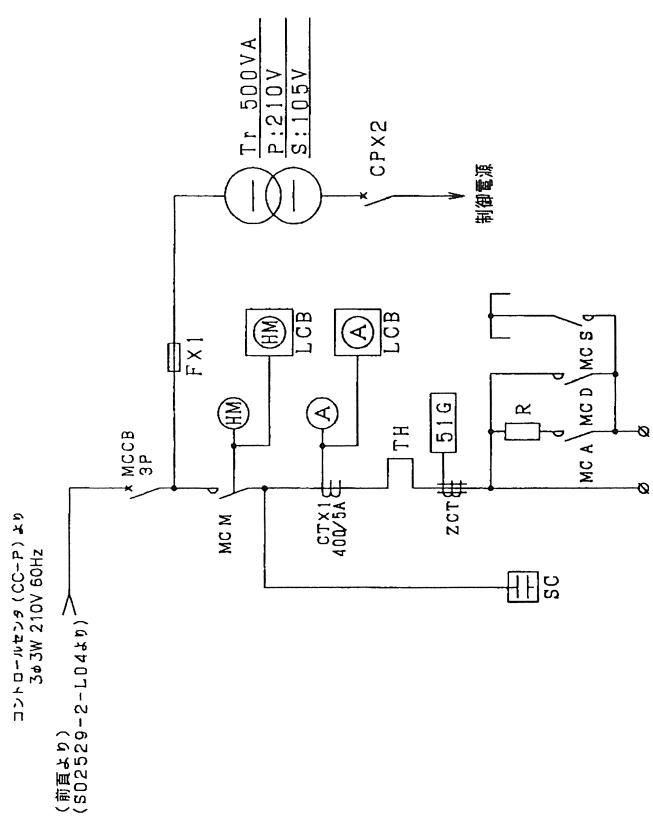 コントロールセンタ(CC-P)より
3φ3W 210V 60Hz
(前頁より)
(S02529-2-L04より)
MCCB
3P
FX1
Tr 500VA
P:210V
S:105V
CPX2
制御電源
MCM
HM
HM
LCB
A
A
LCB
CTX1
400/5A
TH
51G
ZCT
SC
R
MCA
MCD
MCS